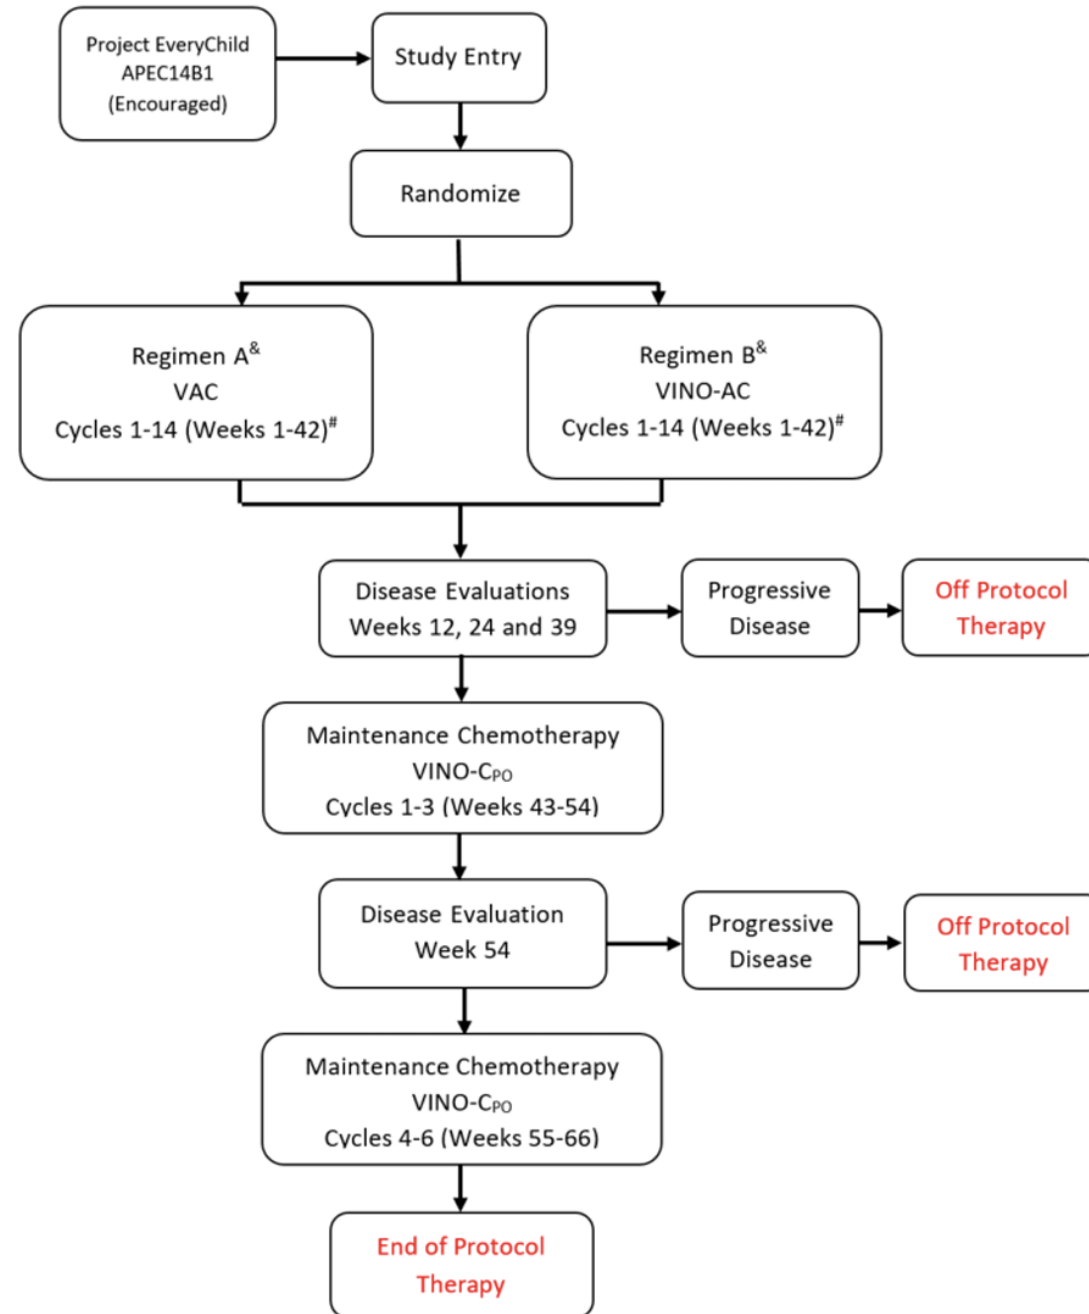 Project EveryChild
APEC14B1
(Encouraged)
Study Entry
Randomize
Regimen A&
VAC
Cycles 1-14 (Weeks 1-42)#
Regimen B&
VINO-AC
Cycles 1-14 (Weeks 1-42)#
Disease Evaluations
Weeks 12, 24 and 39
Progressive
Disease
Off Protocol
Therapy
Maintenance Chemotherapy
VINO-CPO
Cycles 1-3 (Weeks 43-54)
Disease Evaluation
Week 54
Progressive
Disease
Off Protocol
Therapy
Maintenance Chemotherapy
VINO-CPO
Cycles 4-6 (Weeks 55-66)
End of Protocol
Therapy